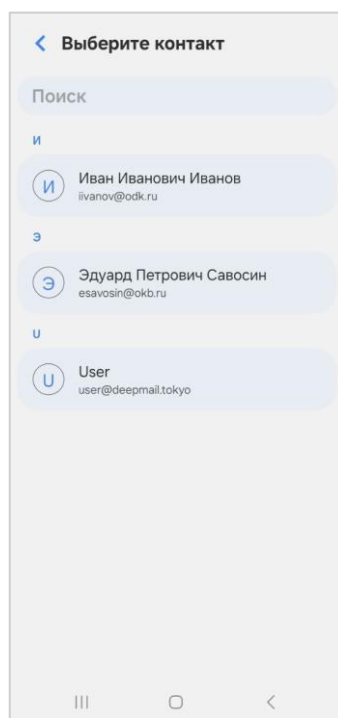 Выберите контакт
Поиск
И
И
Иван Иванович Иванов
iivanov@odk.ru
Э
Э
Эдуард Петрович Савосин
esavosin@okb.ru
U
U
User
user@deepmail.tokyo